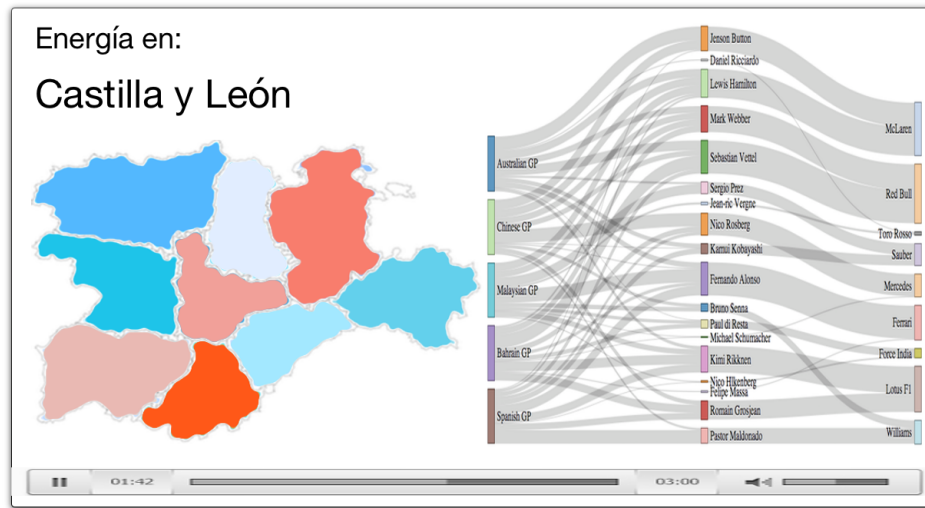 Energía en:
Castilla y León
Australian GP
Chinese GP
Malaysian GP
Bahrain GP
Spanish GP
Jenson Button
Daniel Ricciardo
Lewis Hamilton
Mark Webber
Sebastian Vettel
Sergio Prez
Jean-ric Vergne
Nico Rosberg
Kamui Kobayashi
Fernando Alonso
Bruno Senna
Paul di Resta
Michael Schumacher
Kimi Rikknen
Nico Hlkenberg
Felipe Massa
Romain Grosjean
Pastor Maldonado
McLaren
Red Bull
Toro Rosso
Sauber
Mercedes
Ferrari
Force India
Lotus F1
Williams
01:42
03:00